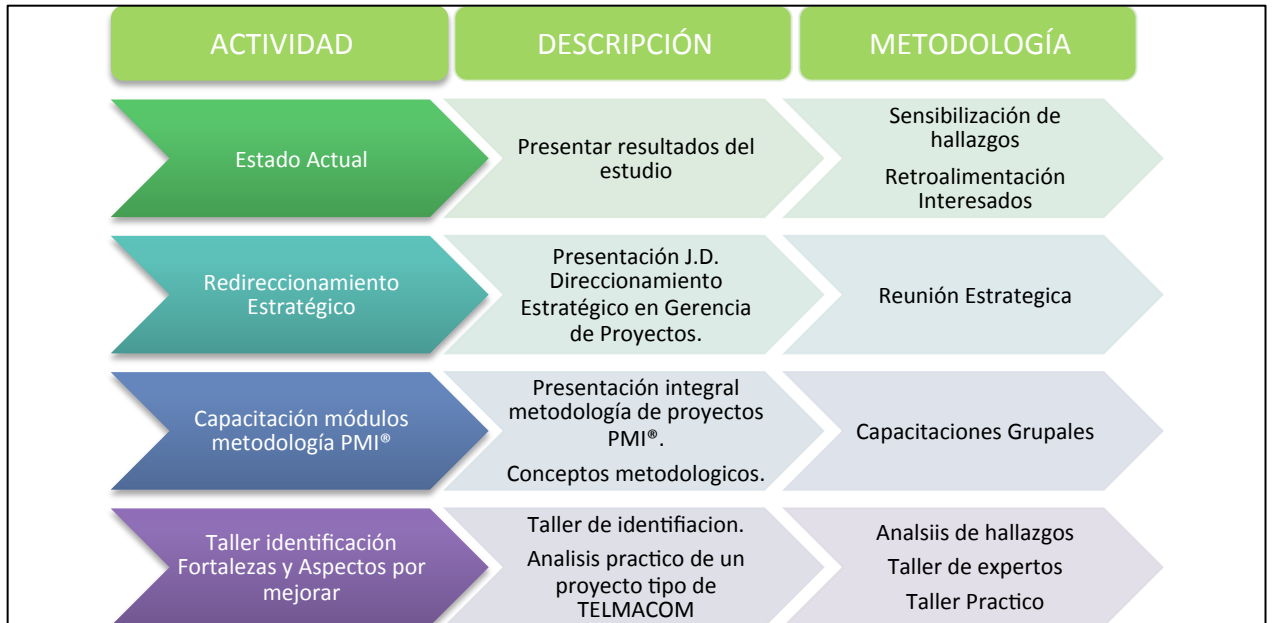 ACTIVIDAD
DESCRIPCIÓN
METODOLOGÍA
Estado Actual
Presentar resultados del
estudio
Sensibilización de
hallazgos
Retroalimentación
Interesados
Redireccionamiento
Estratégico
Presentación J.D.
Direccionamiento
Estratégico en Gerencia
de Proyectos.
Reunión Estrategica
Capacitación módulos
metodología PMI®
Presentación integral
metodología de proyectos
PMI®.
Conceptos metodologicos.
Capacitaciones Grupales
Taller identificación
Fortalezas y Aspectos por
mejorar
Taller de identifiacion.
Analisis practico de un
proyecto tipo de
TELMACOM
Analsiis de hallazgos
Taller de expertos
Taller Practico